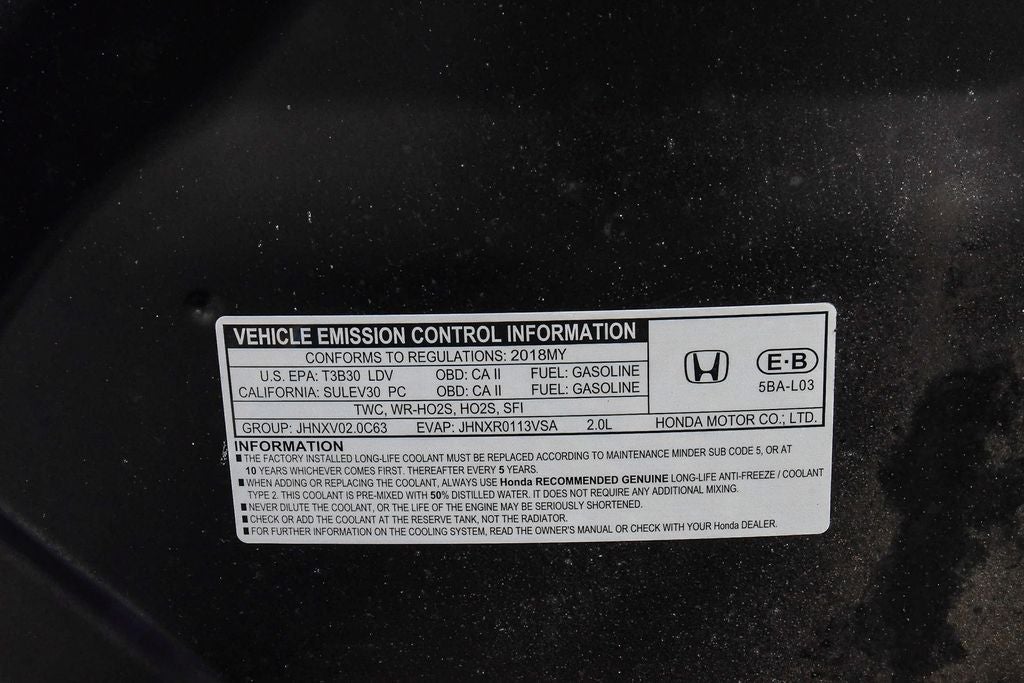 VEHICLE EMISSION CONTROL INFORMATION
CONFORMS TO REGULATIONS: 2018MY
U.S. EPA: T3B30 LDV OBD: CA II FUEL: GASOLINE
CALIFORNIA: SULEV30 PC OBD: CA II FUEL: GASOLINE
TWC, WR-HO2S, HO2S, SFI
GROUP: JHNXV02.0C63 EVAP: JHNXR0113VSA 2.0L
E·B
5BA-L03
HONDA MOTOR CO., LTD.
INFORMATION
■ THE FACTORY INSTALLED LONG-LIFE COOLANT MUST BE REPLACED ACCORDING TO MAINTENANCE MINDER SUB CODE 5, OR AT
10 YEARS WHICHEVER COMES FIRST. THEREAFTER EVERY 5 YEARS.
■ WHEN ADDING OR REPLACING THE COOLANT, ALWAYS USE Honda RECOMMENDED GENUINE LONG-LIFE ANTI-FREEZE / COOLANT
TYPE 2. THIS COOLANT IS PRE-MIXED WITH 50% DISTILLED WATER. IT DOES NOT REQUIRE ANY ADDITIONAL MIXING.
■ NEVER DILUTE THE COOLANT, OR THE LIFE OF THE ENGINE MAY BE SERIOUSLY SHORTENED.
■ CHECK OR ADD THE COOLANT AT THE RESERVE TANK, NOT THE RADIATOR.
■ FOR FURTHER INFORMATION ON THE COOLING SYSTEM, READ THE OWNER'S MANUAL OR CHECK WITH YOUR Honda DEALER.